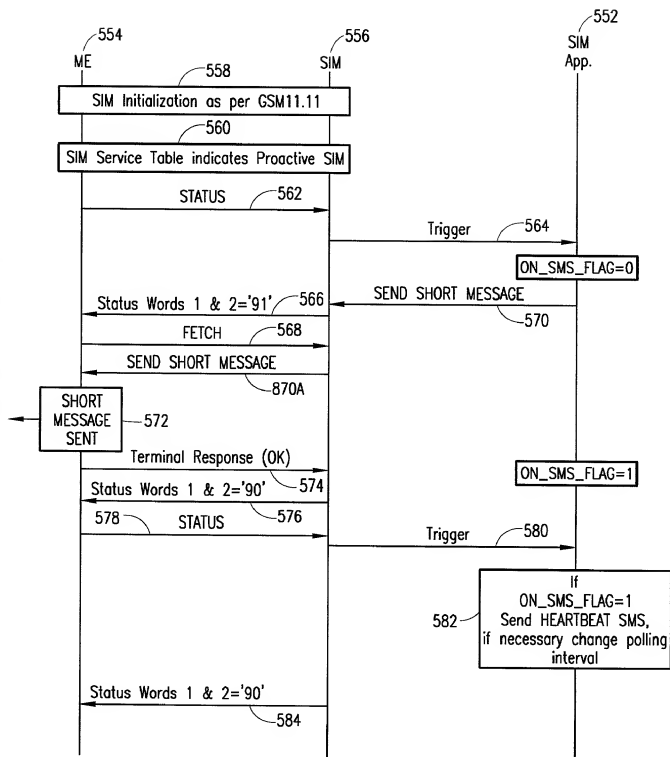 554
ME
556
SIM
552
SIM
App.
558
SIM Initialization as per GSM11.11
560
SIM Service Table indicates Proactive SIM
STATUS
562
Trigger
564
ON_SMS_FLAG=0
SEND SHORT MESSAGE
570
Status Words 1 & 2='91'
566
FETCH
568
SEND SHORT MESSAGE
870A
SHORT
MESSAGE
SENT
572
Terminal Response (OK)
574
ON_SMS_FLAG=1
Status Words 1 & 2='90'
576
578
STATUS
Trigger
580
If
ON_SMS_FLAG=1
Send HEARTBEAT SMS,
if necessary change polling
interval
582
Status Words 1 & 2='90'
584